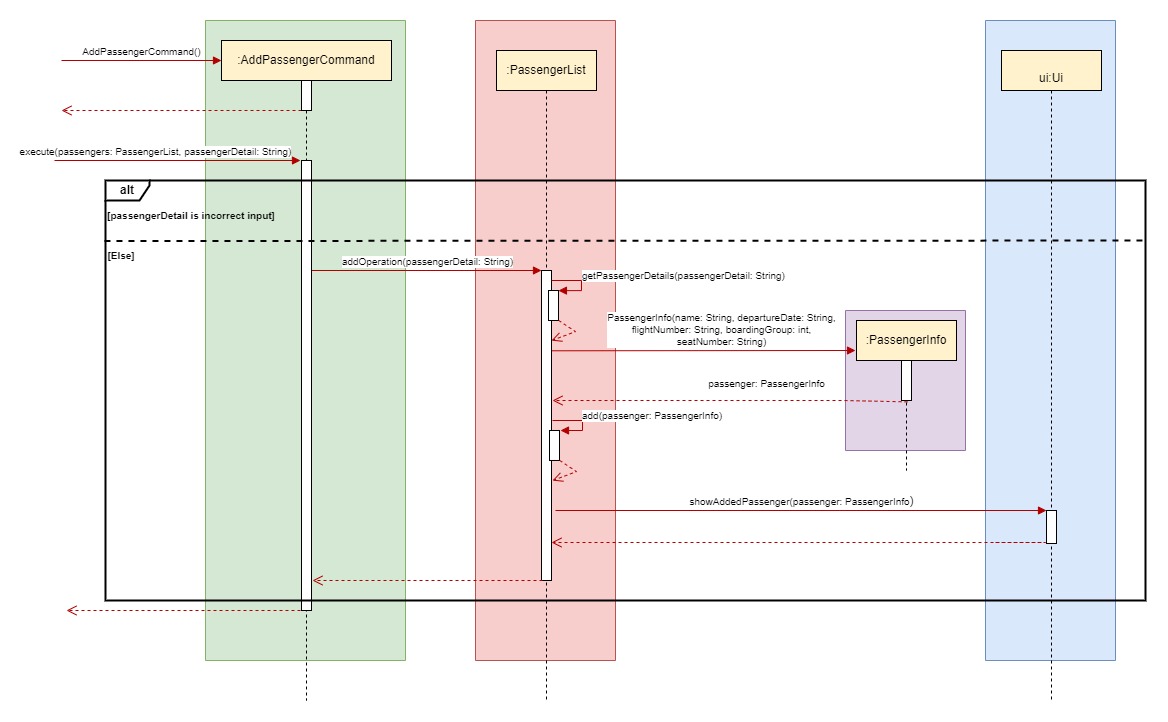 AddPassengerCommand()
:AddPassengerCommand
:PassengerList
ui:Ui
execute(passengers: PassengerList, passengerDetail: String)
alt
[passengerDetail is incorrect input]
[Else]
addOperation(passengerDetail: String)
getPassengerDetails(passengerDetail: String)
PassengerInfo(name: String, departureDate: String,
flightNumber: String, boardingGroup: int,
seatNumber: String)
:PassengerInfo
passenger: PassengerInfo
add(passenger: PassengerInfo)
showAddedPassenger(passenger: PassengerInfo)